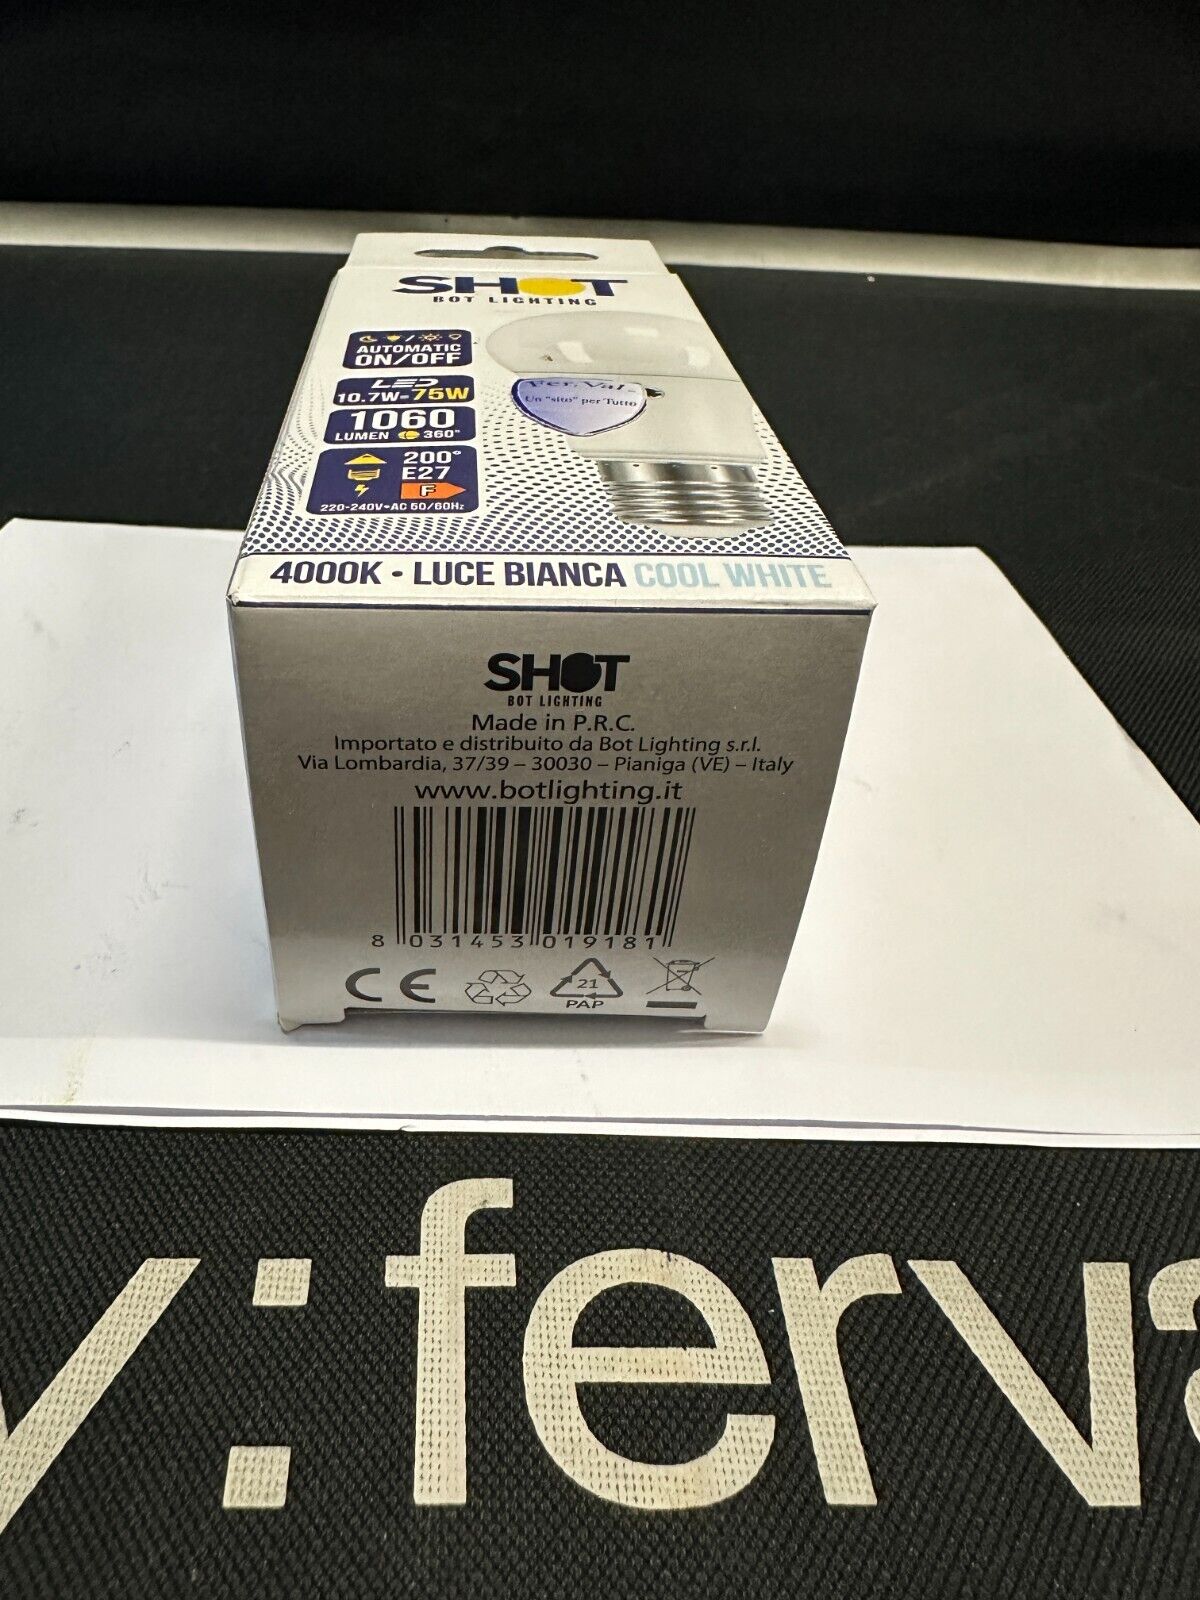 SHOT
BOT LIGHTING
AUTOMATIC
ON/OFF
LED
10.7W=75W
1060
LUMEN 360°
200°
E27
F
220-240V•AC 50/60Hz
Fer.Val.
Un "sito" per Tutto
4000K • LUCE BIANCA COOL WHITE
SHOT
BOT LIGHTING
Made in P.R.C.
Importato e distribuito da Bot Lighting s.r.l.
Via Lombardia, 37/39 – 30030 – Pianiga (VE) – Italy
www.botlighting.it
8 031453 019181
CE
21
PAP
y:ferva